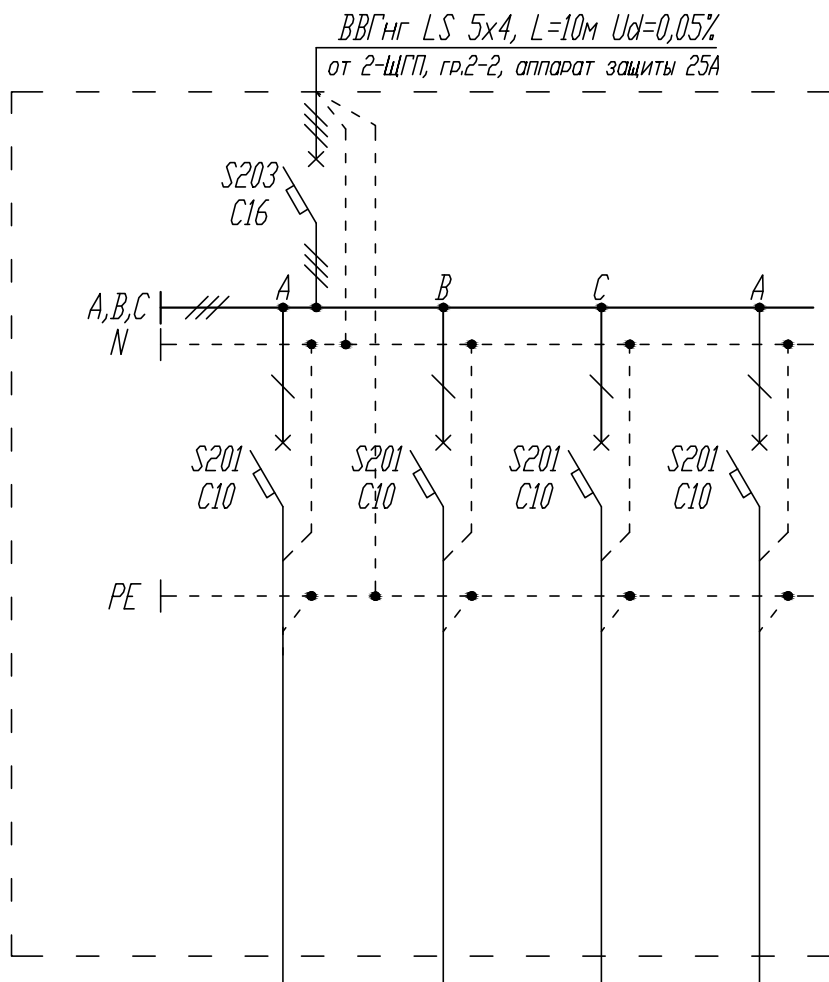 ВВГнг LS 5х4, L=10м Ud=0,05%
от 2-ЩГП, гр.2-2, аппарат защиты 25А
S203
C16
A
B
C
A
A,B,C
N
S201
C10
S201
C10
S201
C10
S201
C10
PE